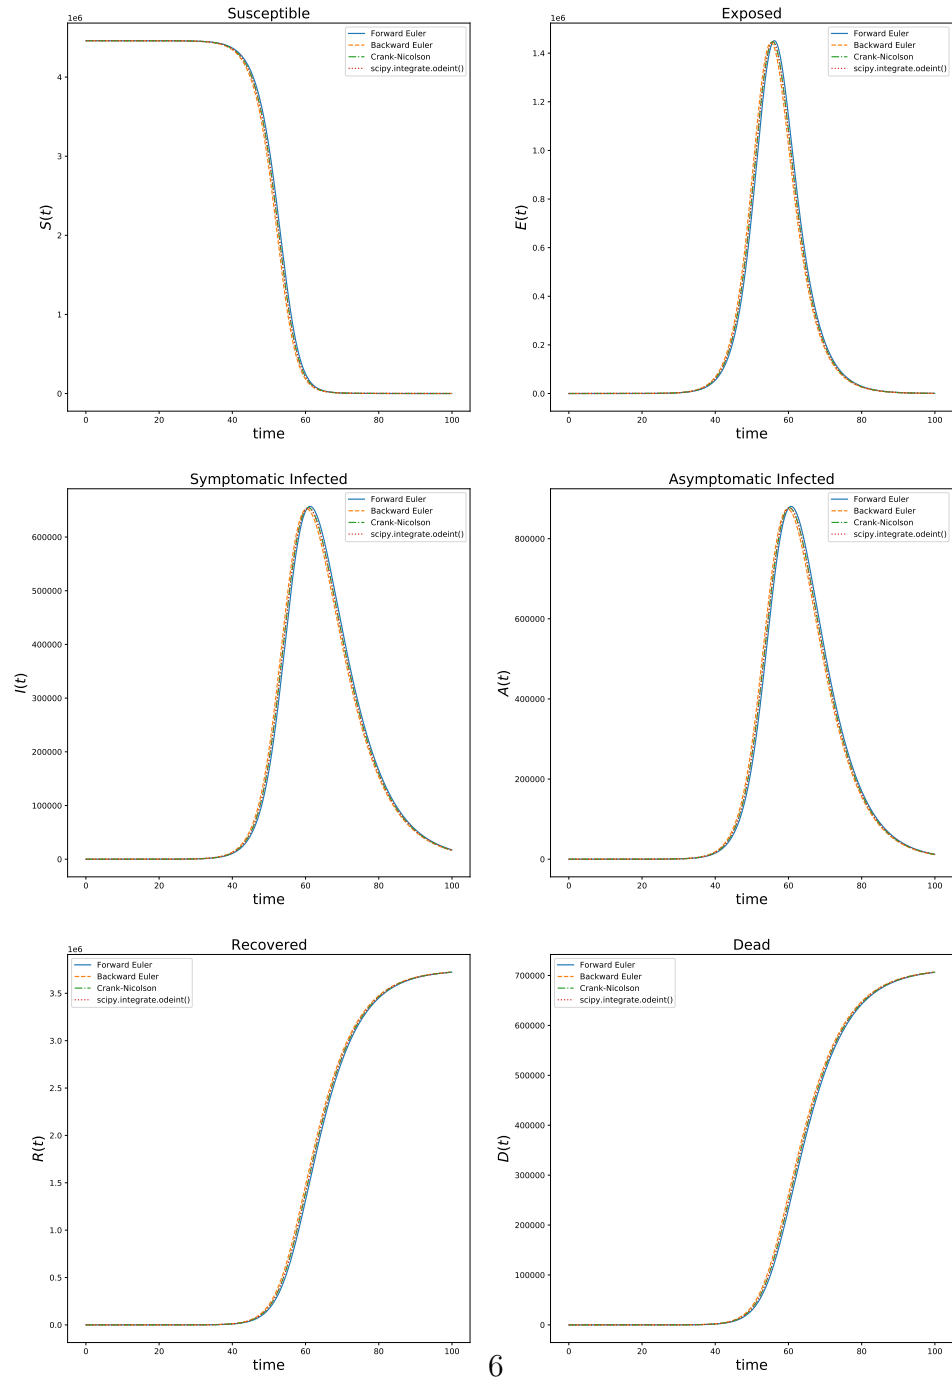 Susceptible
1e6
Forward Euler
Backward Euler
Crank-Nicolson
scipy.integrate.odeint()
4
3
2
1
0
S(t)
0 20 40 60 80 100
time
Exposed
1e6
Forward Euler
Backward Euler
Crank-Nicolson
scipy.integrate.odeint()
1.4
1.2
1.0
0.8
0.6
0.4
0.2
0.0
E(t)
0 20 40 60 80 100
time
Symptomatic Infected
Forward Euler
Backward Euler
Crank-Nicolson
scipy.integrate.odeint()
600000
500000
400000
300000
200000
100000
0
I(t)
0 20 40 60 80 100
time
Asymptomatic Infected
Forward Euler
Backward Euler
Crank-Nicolson
scipy.integrate.odeint()
800000
600000
400000
200000
0
A(t)
0 20 40 60 80 100
time
Recovered
1e6
Forward Euler
Backward Euler
Crank-Nicolson
scipy.integrate.odeint()
3.5
3.0
2.5
2.0
1.5
1.0
0.5
0.0
R(t)
0 20 40 60 80 100
time
Dead
Forward Euler
Backward Euler
Crank-Nicolson
scipy.integrate.odeint()
700000
600000
500000
400000
300000
200000
100000
0
D(t)
0 20 40 60 80 100
time
6